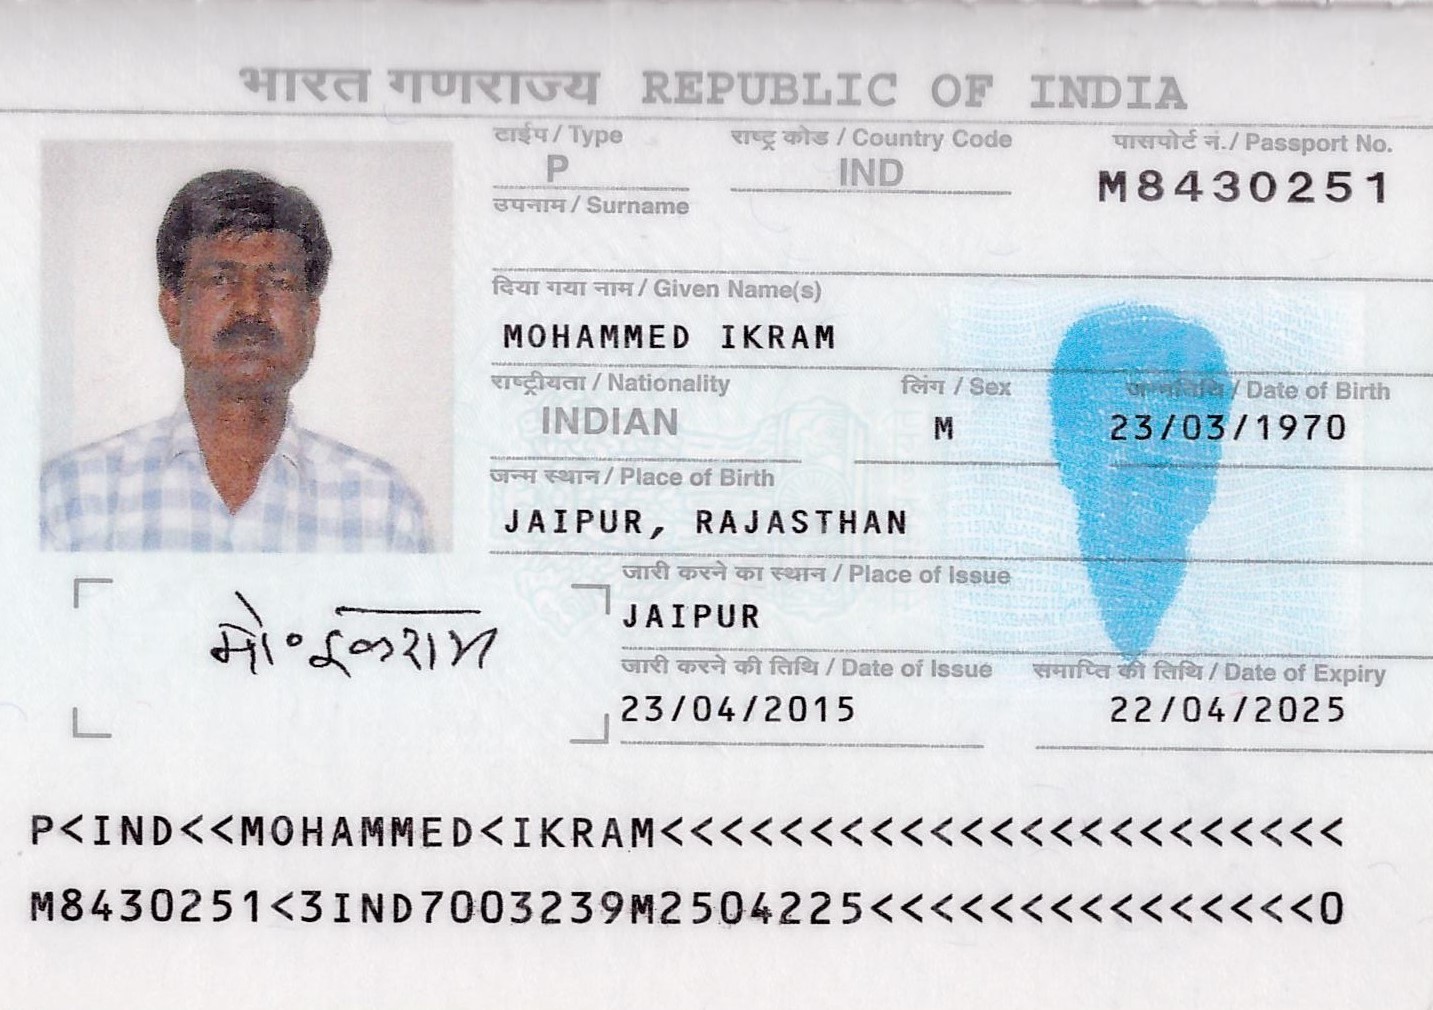 भारत गणराज्य REPUBLIC OF INDIA
टाईप / Type राष्ट्र कोड / Country Code पासपोर्ट नं. / Passport No.
P IND M8430251
उपनाम / Surname
दिया गया नाम / Given Name(s)
MOHAMMED IKRAM
राष्ट्रीयता / Nationality लिंग / Sex जन्मतिथि / Date of Birth
INDIAN M 23/03/1970
जन्म स्थान / Place of Birth
JAIPUR, RAJASTHAN
जारी करने का स्थान / Place of Issue
JAIPUR
मो॰ इकराम
जारी करने की तिथि / Date of Issue समाप्ति की तिथि / Date of Expiry
23/04/2015 22/04/2025
P<IND<<MOHAMMED<IKRAM<<<<<<<<<<<<<<<<<<<<<<<
M8430251<3IND7003239M2504225<<<<<<<<<<<<<<<0